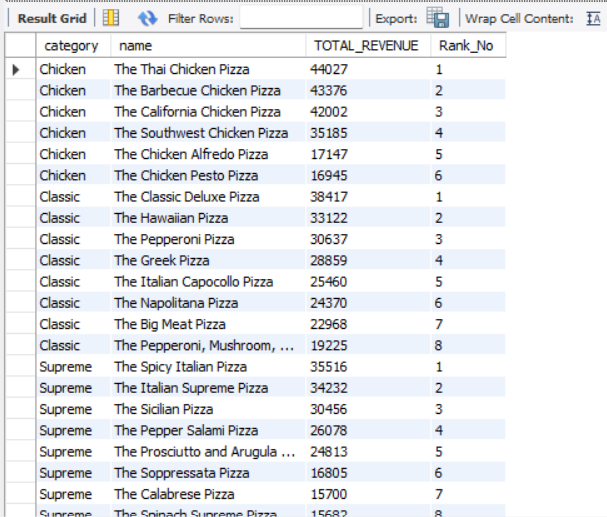 Result Grid Filter Rows: Export: Wrap Cell Content: IA
category name TOTAL_REVENUE Rank_No
Chicken The Thai Chicken Pizza 44027 1
Chicken The Barbecue Chicken Pizza 43376 2
Chicken The California Chicken Pizza 42002 3
Chicken The Southwest Chicken Pizza 35185 4
Chicken The Chicken Alfredo Pizza 17147 5
Chicken The Chicken Pesto Pizza 16945 6
Classic The Classic Deluxe Pizza 38417 1
Classic The Hawaiian Pizza 33122 2
Classic The Pepperoni Pizza 30637 3
Classic The Greek Pizza 28859 4
Classic The Italian Capocollo Pizza 25460 5
Classic The Napolitana Pizza 24370 6
Classic The Big Meat Pizza 22968 7
Classic The Pepperoni, Mushroom, ... 19225 8
Supreme The Spicy Italian Pizza 35516 1
Supreme The Italian Supreme Pizza 34232 2
Supreme The Sicilian Pizza 30456 3
Supreme The Pepper Salami Pizza 26078 4
Supreme The Prosciutto and Arugula ... 24813 5
Supreme The Soppressata Pizza 16805 6
Supreme The Calabrese Pizza 15700 7
Supreme The Spinach Supreme Pizza 15682 8